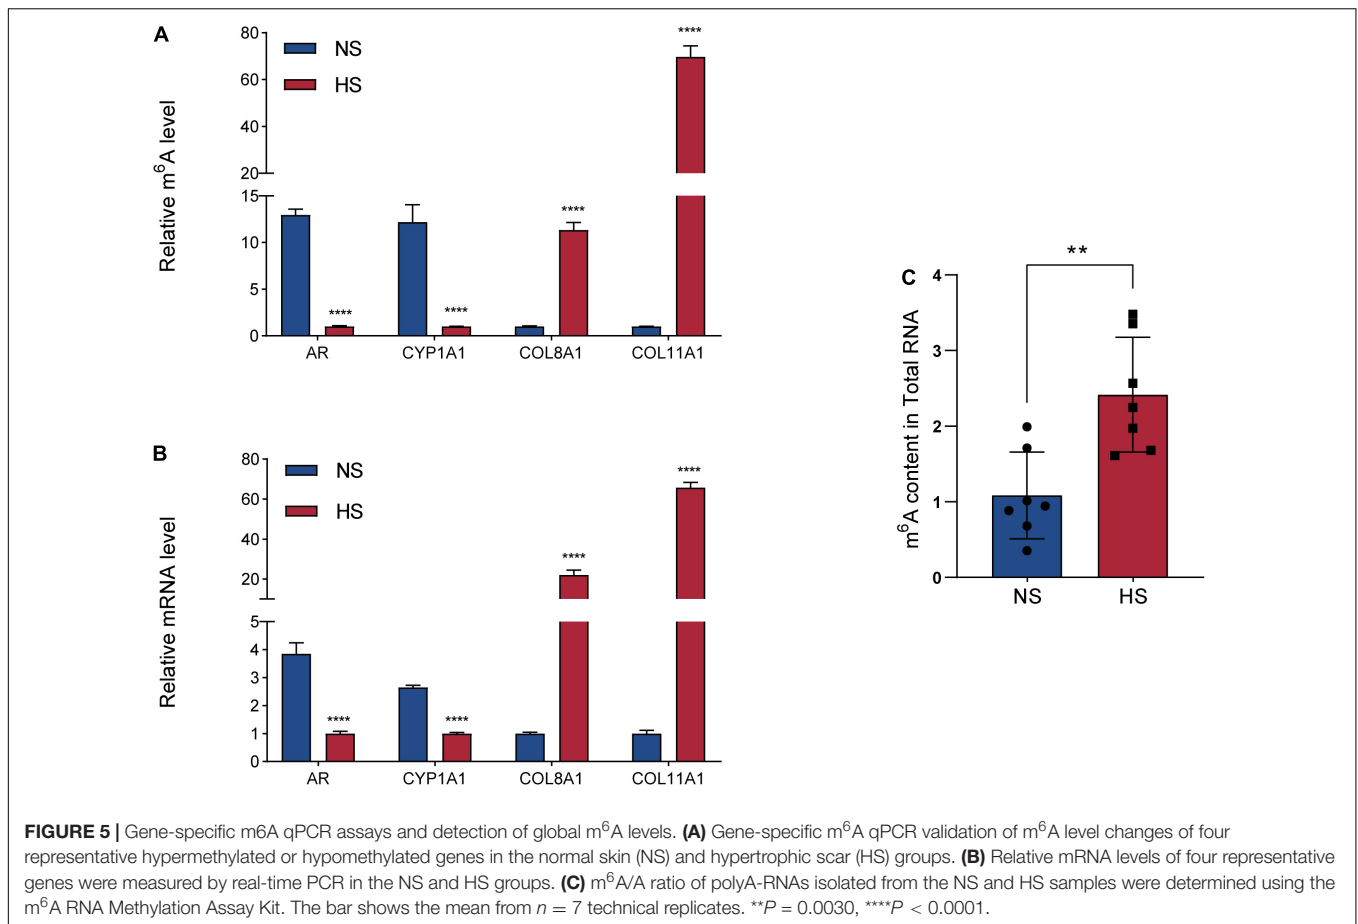 A
NS
HS
Relative m⁶A level
80
60
40
20
15
10
5
0
****
****
****
****
AR CYP1A1 COL8A1 COL11A1
B
NS
HS
Relative mRNA level
80
60
40
20
5
4
3
2
1
0
****
****
****
****
AR CYP1A1 COL8A1 COL11A1
C
m⁶A content in Total RNA
4
3
2
1
0
**
NS HS
FIGURE 5 | Gene-specific m6A qPCR assays and detection of global m⁶A levels. (A) Gene-specific m⁶A qPCR validation of m⁶A level changes of four
representative hypermethylated or hypomethylated genes in the normal skin (NS) and hypertrophic scar (HS) groups. (B) Relative mRNA levels of four representative
genes were measured by real-time PCR in the NS and HS groups. (C) m⁶A/A ratio of polyA-RNAs isolated from the NS and HS samples were determined using the
m⁶A RNA Methylation Assay Kit. The bar shows the mean from n = 7 technical replicates. **P = 0.0030, ****P < 0.0001.